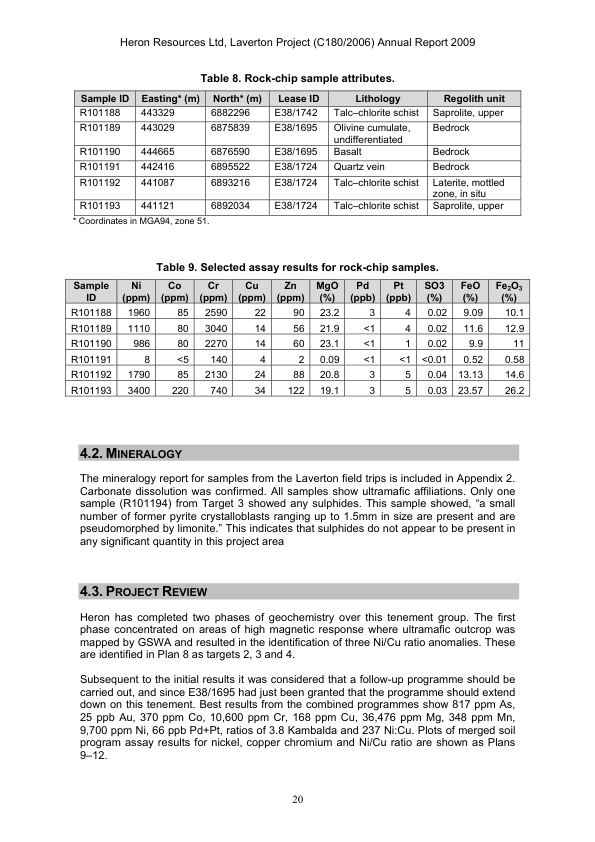 Heron Resources Ltd, Laverton Project (C180/2006) Annual Report 2009
Table 8. Rock-chip sample attributes.
Sample ID Easting* (m) North* (m) Lease ID Lithology Regolith unit
R101188 443329 6882296 E38/1742 Talc–chlorite schist Saprolite, upper
R101189 443029 6875839 E38/1695 Olivine cumulate, Bedrock
undifferentiated
R101190 444665 6876590 E38/1695 Basalt Bedrock
R101191 442416 6895522 E38/1724 Quartz vein Bedrock
R101192 441087 6893216 E38/1724 Talc–chlorite schist Laterite, mottled
zone, in situ
R101193 441121 6892034 E38/1724 Talc–chlorite schist Saprolite, upper
* Coordinates in MGA94, zone 51.
Table 9. Selected assay results for rock-chip samples.
Sample Ni Co Cr Cu Zn MgO Pd Pt SO3 FeO Fe2O3
ID (ppm) (ppm) (ppm) (ppm) (ppm) (%) (ppb) (ppb) (%) (%) (%)
R101188 1960 85 2590 22 90 23.2 3 4 0.02 9.09 10.1
R101189 1110 80 3040 14 56 21.9 <1 4 0.02 11.6 12.9
R101190 986 80 2270 14 60 23.1 <1 1 0.02 9.9 11
R101191 8 <5 140 4 2 0.09 <1 <1 <0.01 0.52 0.58
R101192 1790 85 2130 24 88 20.8 3 5 0.04 13.13 14.6
R101193 3400 220 740 34 122 19.1 3 5 0.03 23.57 26.2
4.2. MINERALOGY
The mineralogy report for samples from the Laverton field trips is included in Appendix 2.
Carbonate dissolution was confirmed. All samples show ultramafic affiliations. Only one
sample (R101194) from Target 3 showed any sulphides. This sample showed, “a small
number of former pyrite crystalloblasts ranging up to 1.5mm in size are present and are
pseudomorphed by limonite.” This indicates that sulphides do not appear to be present in
any significant quantity in this project area
4.3. PROJECT REVIEW
Heron has completed two phases of geochemistry over this tenement group. The first
phase concentrated on areas of high magnetic response where ultramafic outcrop was
mapped by GSWA and resulted in the identification of three Ni/Cu ratio anomalies. These
are identified in Plan 8 as targets 2, 3 and 4.
Subsequent to the initial results it was considered that a follow-up programme should be
carried out, and since E38/1695 had just been granted that the programme should extend
down on this tenement. Best results from the combined programmes show 817 ppm As,
25 ppb Au, 370 ppm Co, 10,600 ppm Cr, 168 ppm Cu, 36,476 ppm Mg, 348 ppm Mn,
9,700 ppm Ni, 66 ppb Pd+Pt, ratios of 3.8 Kambalda and 237 Ni:Cu. Plots of merged soil
program assay results for nickel, copper chromium and Ni/Cu ratio are shown as Plans
9–12.
20